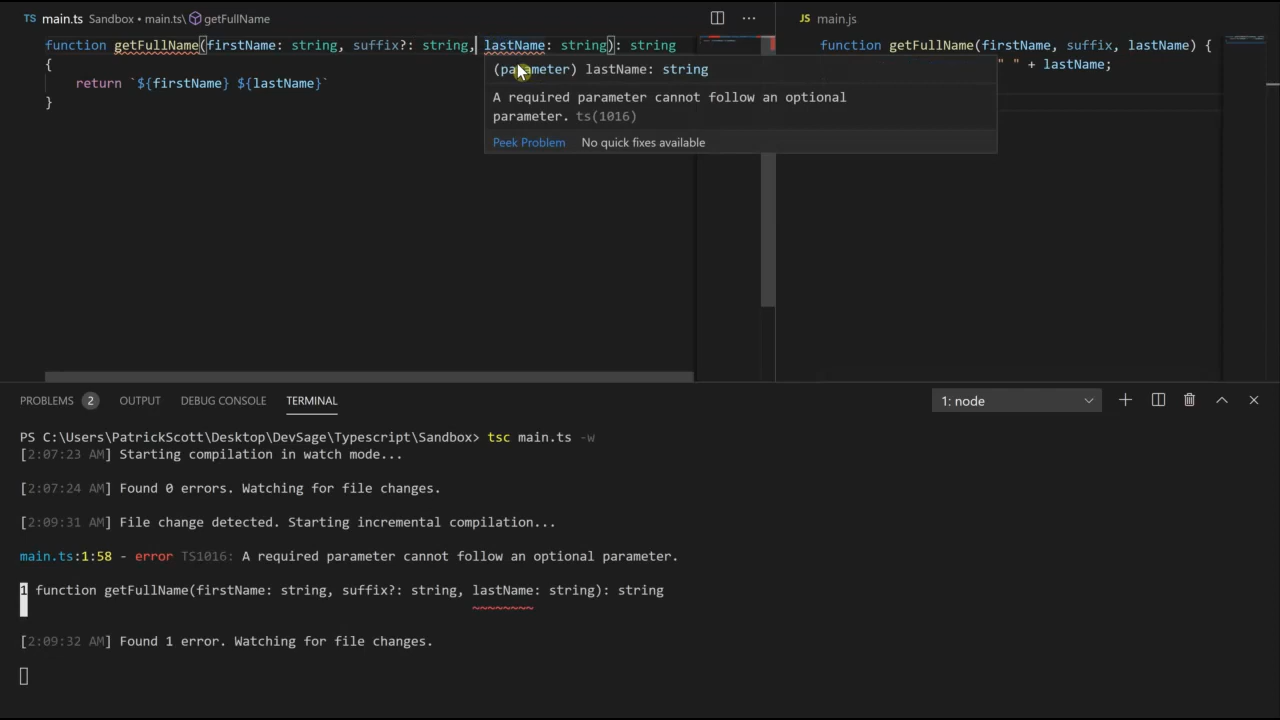 TS main.ts Sandbox • main.ts\ getFullName ···
function getFullName(firstName: string, suffix?: string, lastName: string): string
{
return `${firstName} ${lastName}`
}
(parameter) lastName: string
A required parameter cannot follow an optional
parameter. ts(1016)
Peek Problem No quick fixes available
JS main.js
function getFullName(firstName, suffix, lastName) {
" " + lastName;
PROBLEMS 2 OUTPUT DEBUG CONSOLE TERMINAL 1: node
PS C:\Users\PatrickScott\Desktop\DevSage\Typescript\Sandbox> tsc main.ts -w
[2:07:23 AM] Starting compilation in watch mode...
[2:07:24 AM] Found 0 errors. Watching for file changes.
[2:09:31 AM] File change detected. Starting incremental compilation...
main.ts:1:58 - error TS1016: A required parameter cannot follow an optional parameter.
1 function getFullName(firstName: string, suffix?: string, lastName: string): string
~~~~~~~~
[2:09:32 AM] Found 1 error. Watching for file changes.